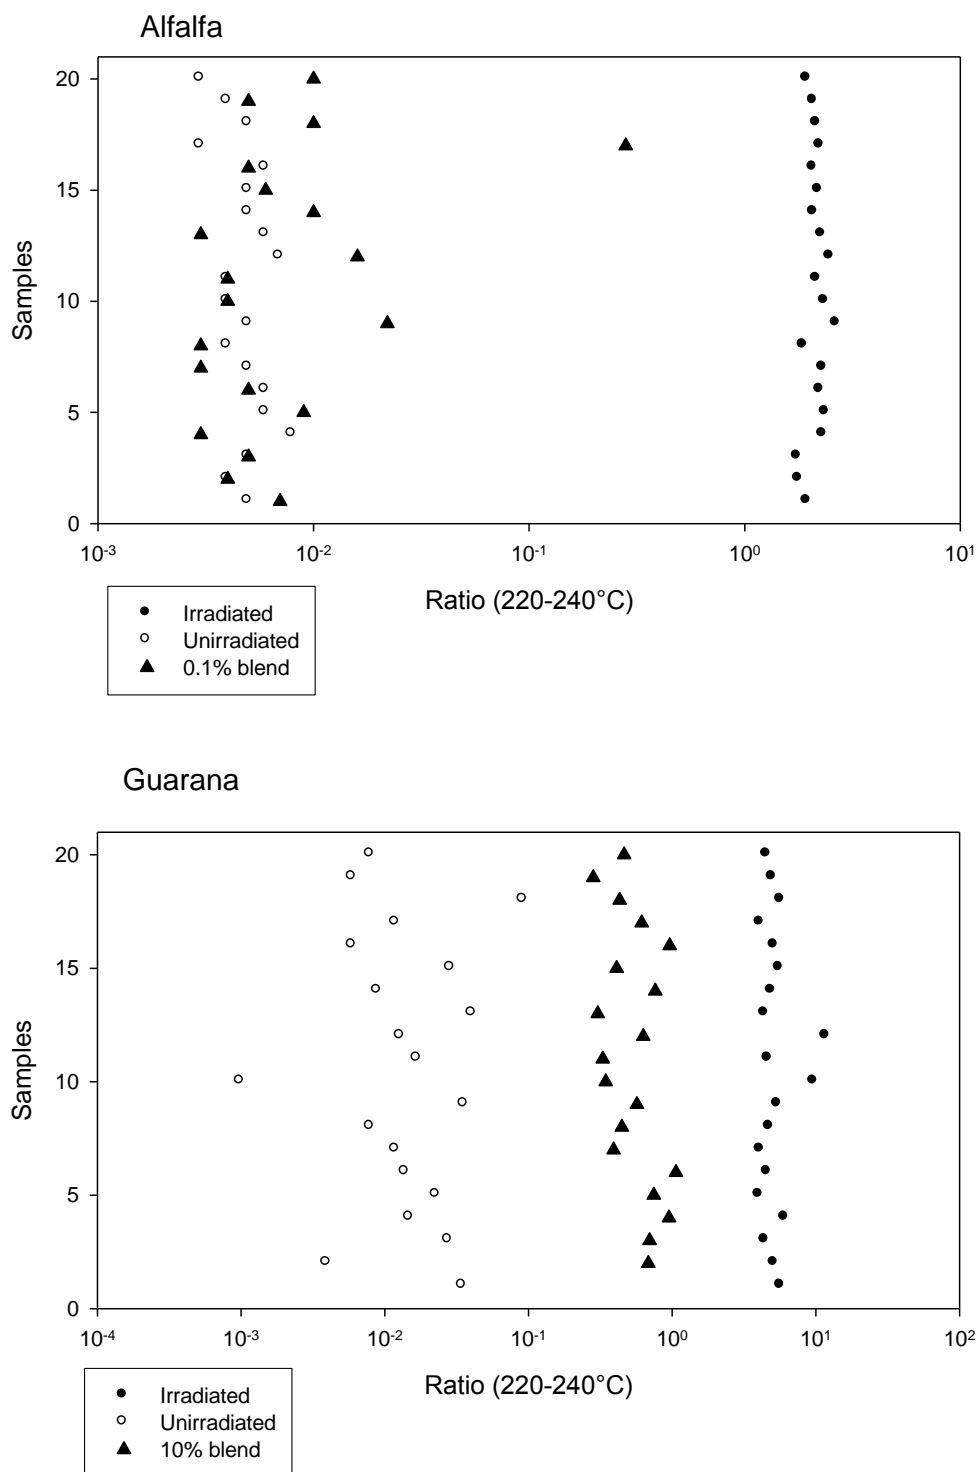 Alfalfa
20
15
10
5
0
Samples
10-3 10-2 10-1 100 101
Ratio (220-240°C)
Irradiated
Unirradiated
0.1% blend
Guarana
20
15
10
5
0
Samples
10-4 10-3 10-2 10-1 100 101 102
Ratio (220-240°C)
Irradiated
Unirradiated
10% blend